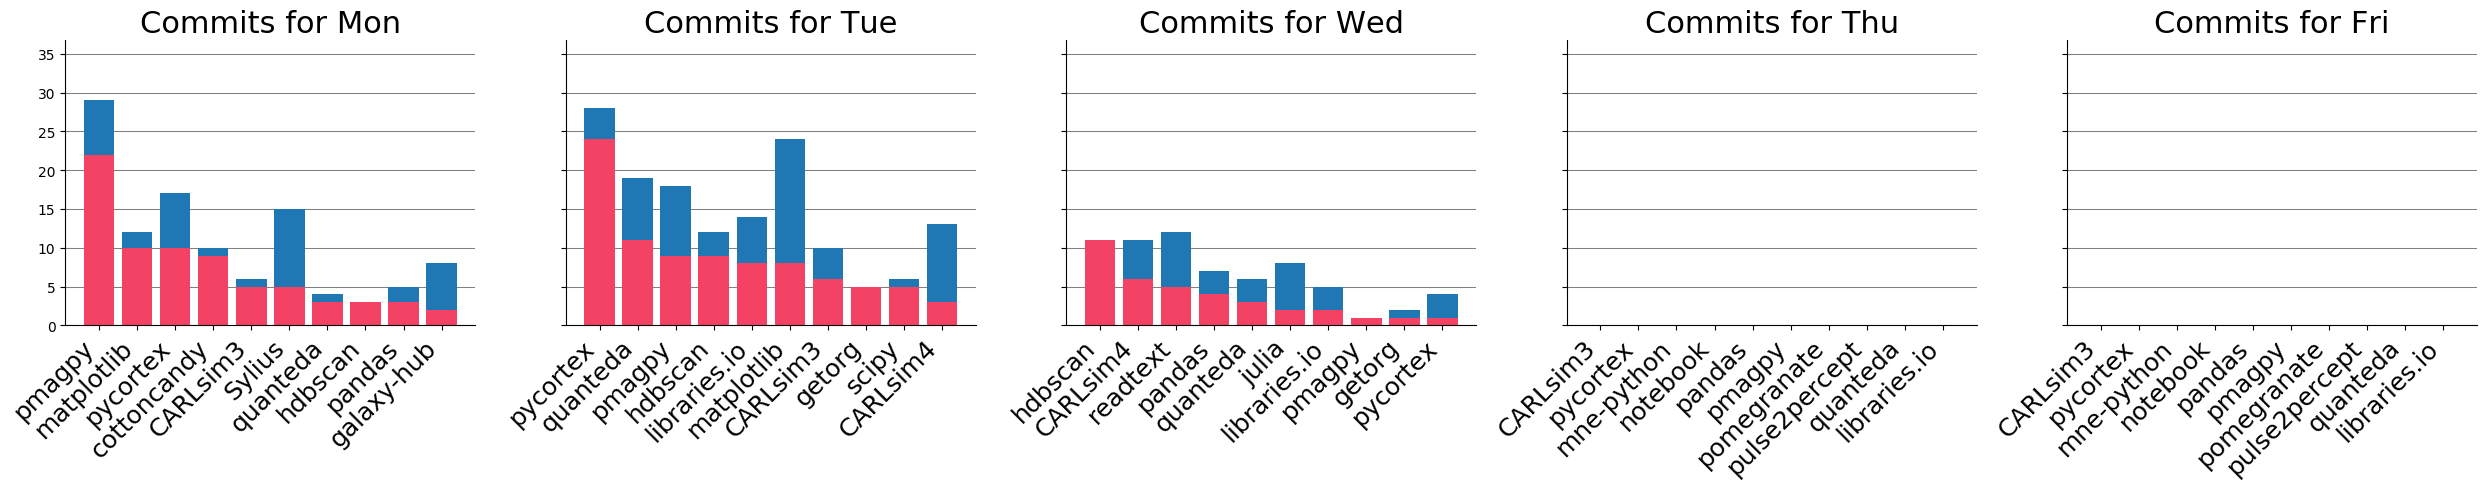 Commits for Mon
Commits for Tue
Commits for Wed
Commits for Thu
Commits for Fri
35
30
25
20
15
10
5
0
pmagpy
matplotlib
pycortex
cottoncandy
CARLsim3
Sylius
quanteda
hdbscan
pandas
galaxy-hub
pycortex
quanteda
pmagpy
hdbscan
libraries.io
matplotlib
CARLsim3
getorg
scipy
CARLsim4
hdbscan
CARLsim4
readtext
pandas
quanteda
julia
libraries.io
pmagpy
getorg
pycortex
CARLsim3
pycortex
mne-python
notebook
pandas
pmagpy
pomegranate
pulse2percept
quanteda
libraries.io
CARLsim3
pycortex
mne-python
notebook
pandas
pmagpy
pomegranate
pulse2percept
quanteda
libraries.io